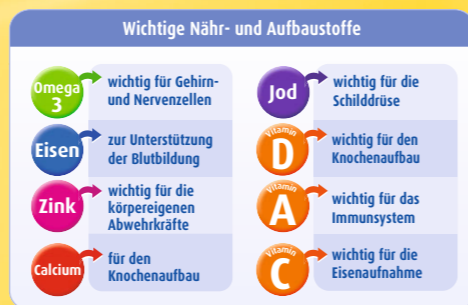 Wichtige Nähr- und Aufbaustoffe
Omega
3
wichtig für Gehirn-
und Nervenzellen
Eisen
zur Unterstützung
der Blutbildung
Zink
wichtig für die
körpereigenen
Abwehrkräfte
Calcium
für den
Knochenaufbau
Jod
wichtig für die
Schilddrüse
Vitamin
D
wichtig für den
Knochenaufbau
Vitamin
A
wichtig für das
Immunsystem
Vitamin
C
wichtig für die
Eisenaufnahme